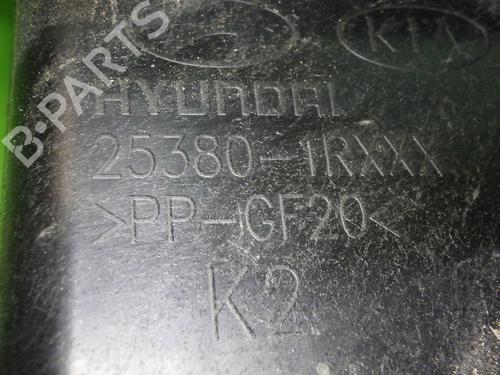 KIA
HYUNDAI
25380-1RXXX
>PP-GF20<
K2
B-PARTS